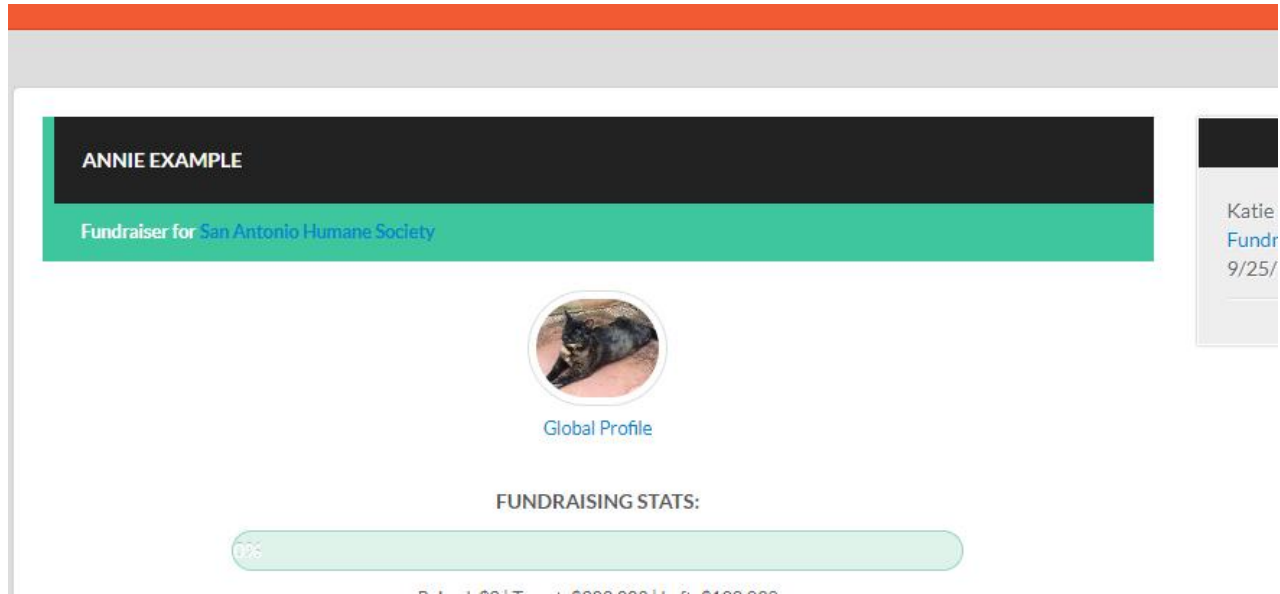 ANNIE EXAMPLE
Fundraiser for San Antonio Humane Society
Global Profile
FUNDRAISING STATS:
0%
Katie
Fundr
9/25/